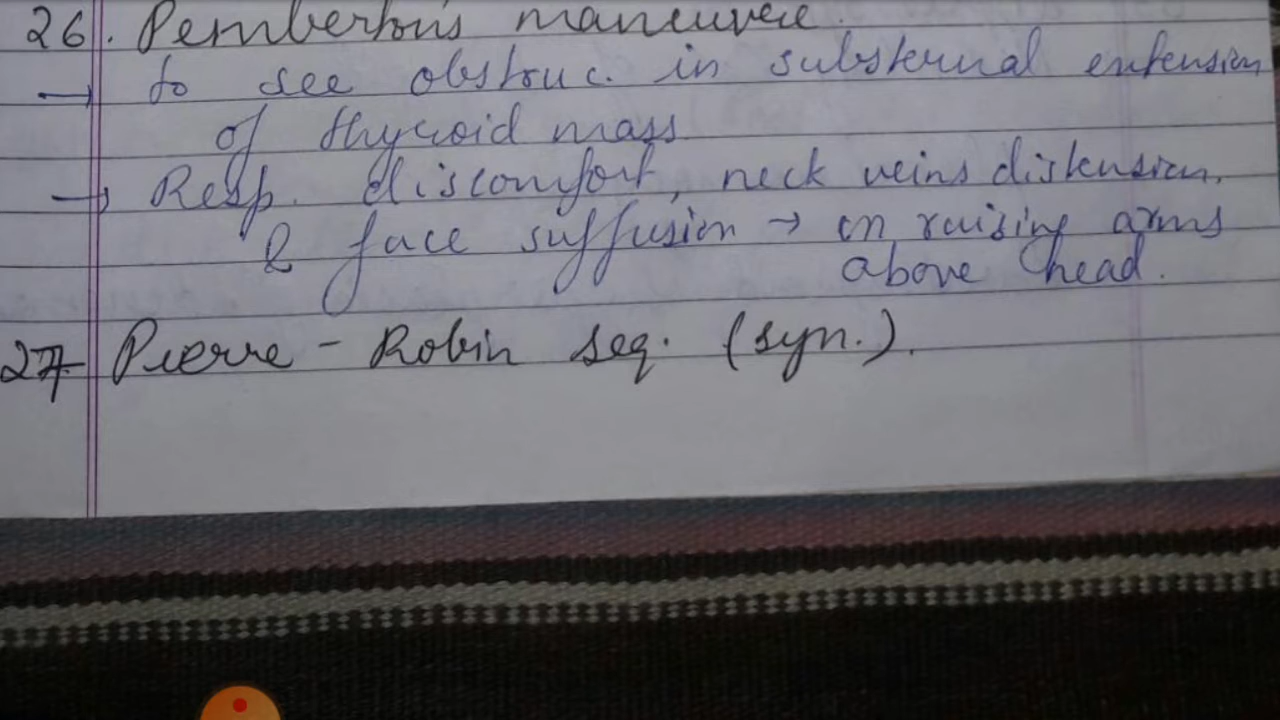 26. Pemberton's maneuvere.
→ to see obstruc. in substernal extension
of thyroid mass
→ Resp. discomfort, neck veins distension,
& face suffusion → on raising arms
above head.
27 Pierre - Robin seq. (syn.).